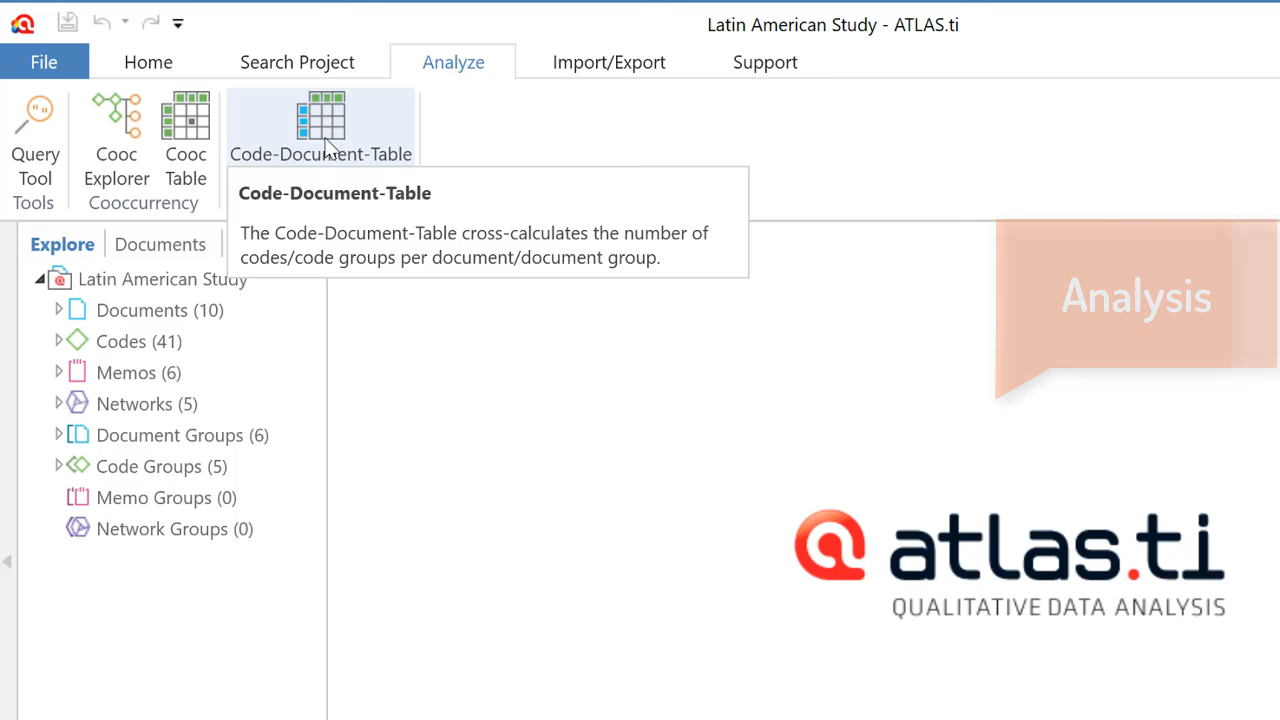 Latin American Study - ATLAS.ti
File Home Search Project Analyze Import/Export Support
Query Tool
Cooc Explorer
Cooc Table
Code-Document-Table
Tools
Cooccurrency
Code-Document-Table
The Code-Document-Table cross-calculates the number of
codes/code groups per document/document group.
Explore Documents
Latin American Study
Documents (10)
Codes (41)
Memos (6)
Networks (5)
Document Groups (6)
Code Groups (5)
Memo Groups (0)
Network Groups (0)
Analysis
atlas.ti
QUALITATIVE DATA ANALYSIS